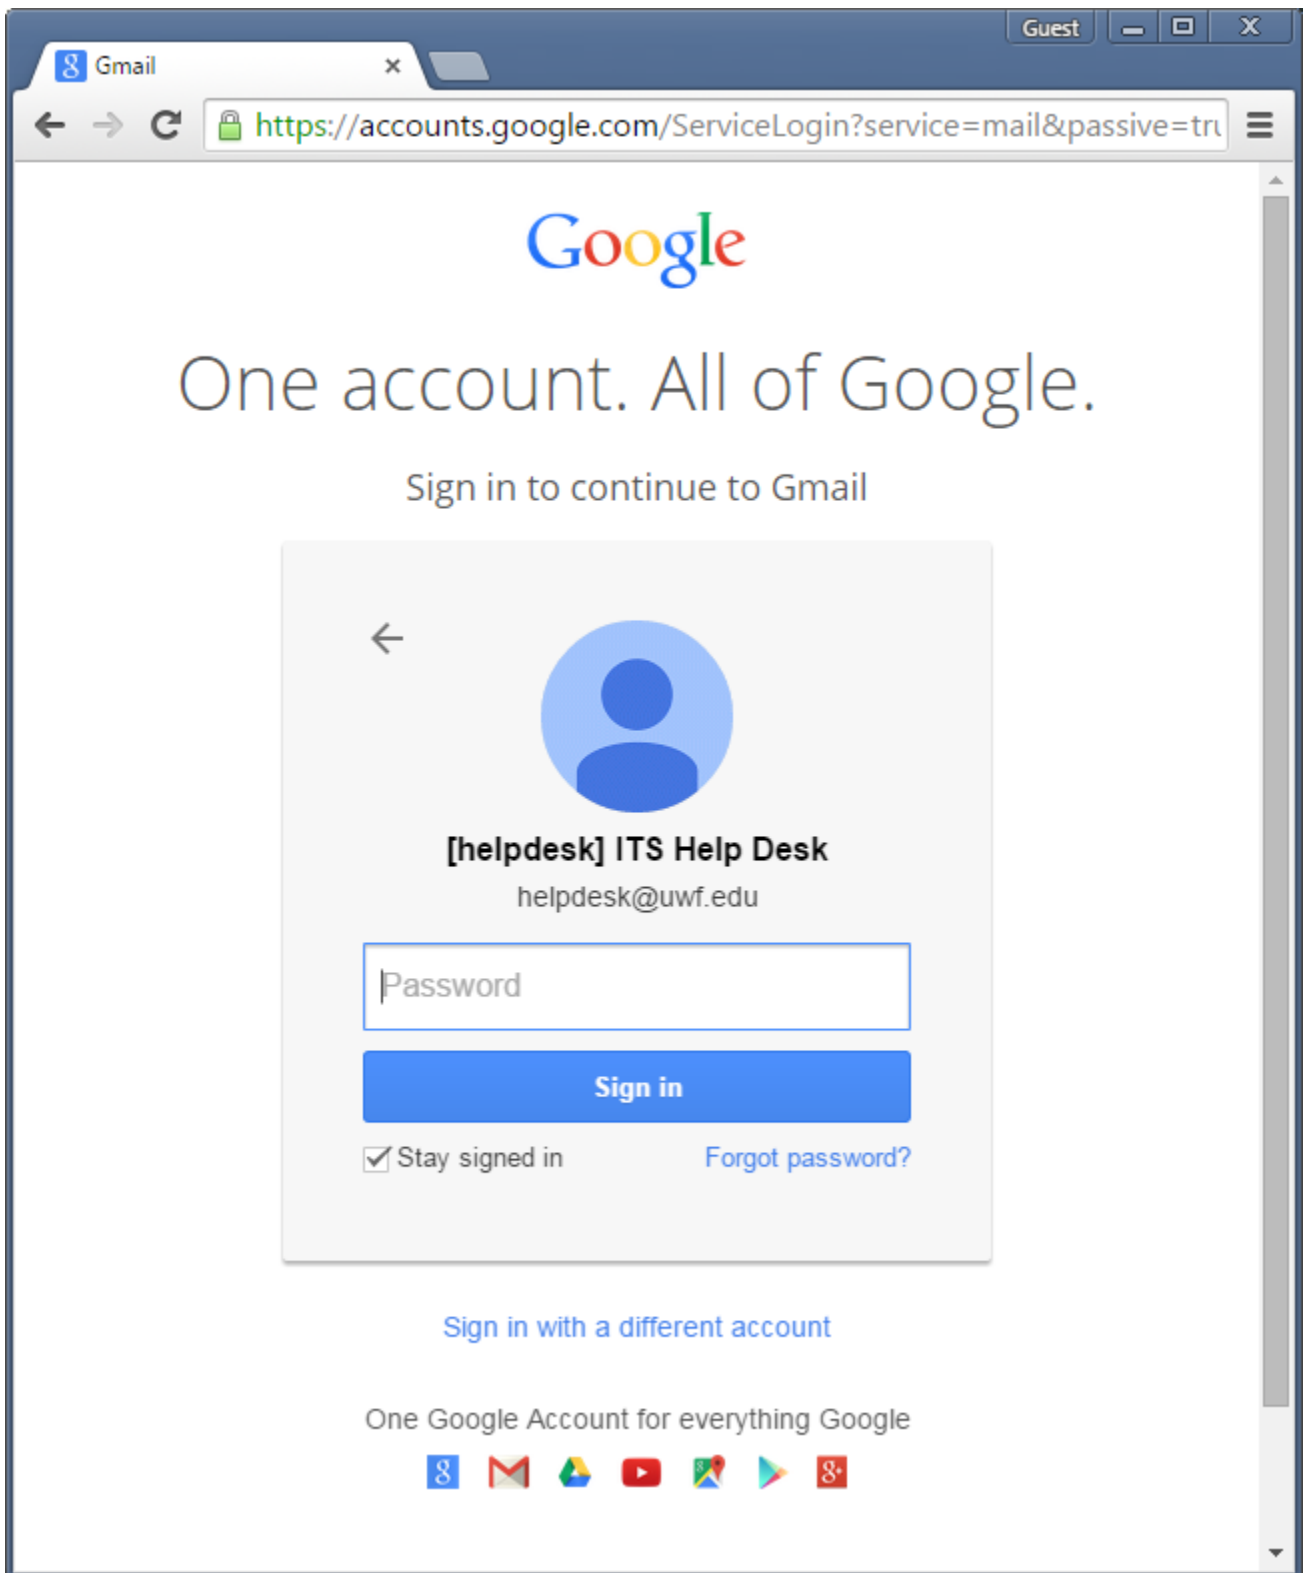 Guest
Gmail
https://accounts.google.com/ServiceLogin?service=mail&passive=tru
Google
One account. All of Google.
Sign in to continue to Gmail
[helpdesk] ITS Help Desk
helpdesk@uwf.edu
Password
Sign in
Stay signed in Forgot password?
Sign in with a different account
One Google Account for everything Google